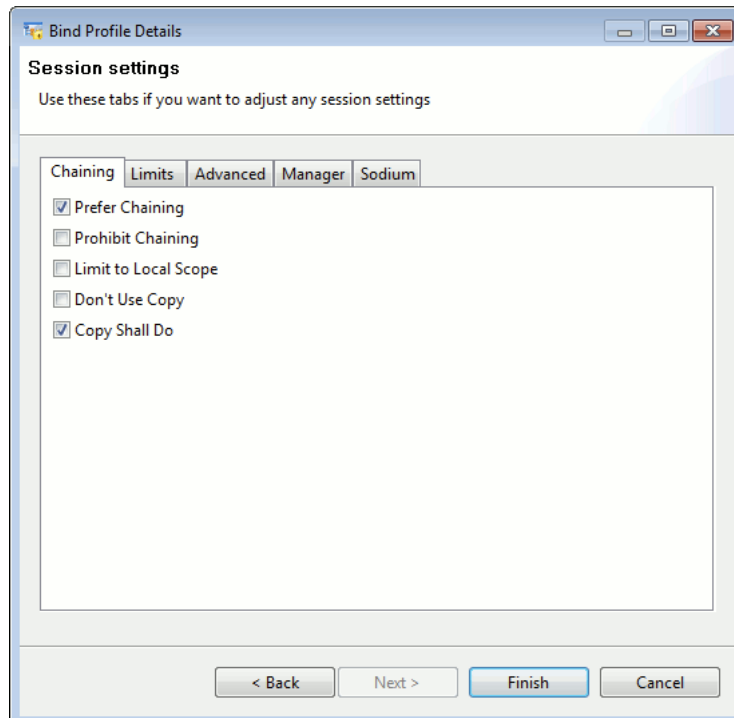 Bind Profile Details
Session settings
Use these tabs if you want to adjust any session settings
Chaining Limits Advanced Manager Sodium
Prefer Chaining
Prohibit Chaining
Limit to Local Scope
Don't Use Copy
Copy Shall Do
< Back Next > Finish Cancel